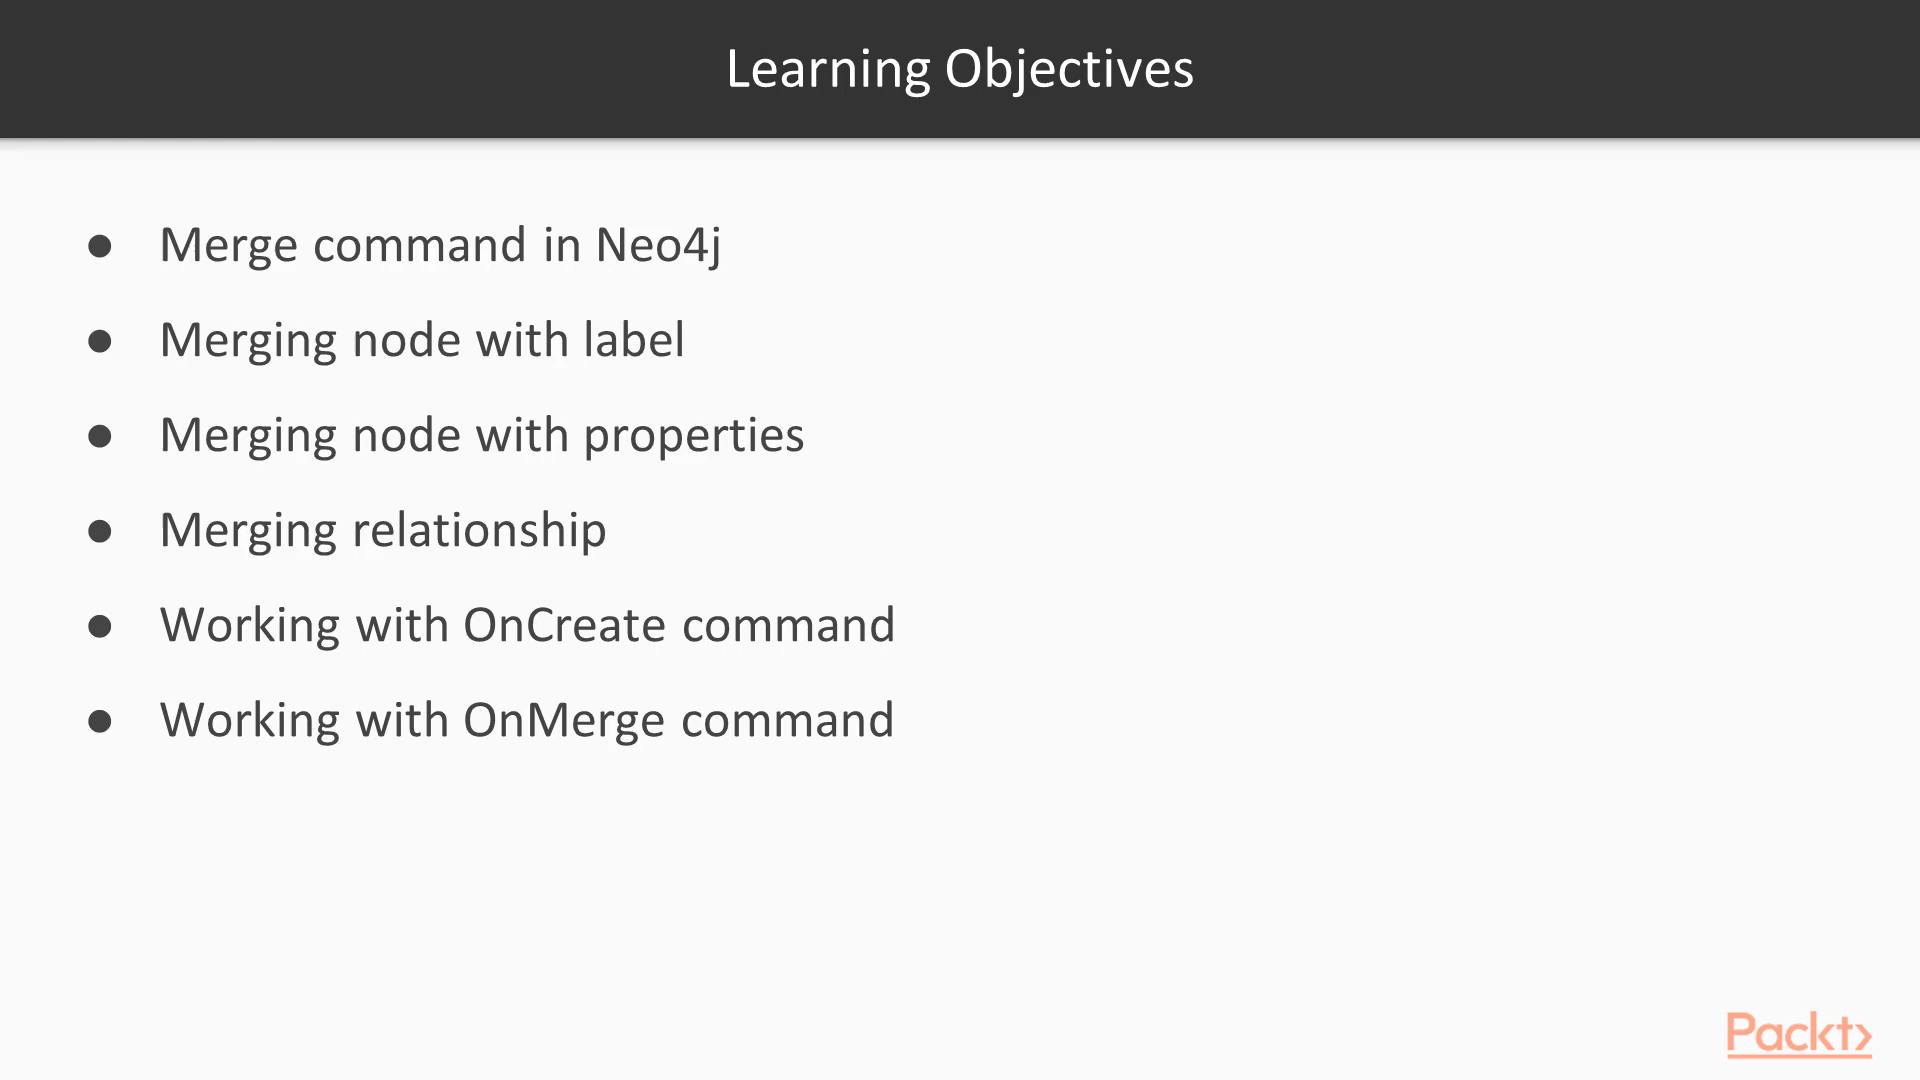 Learning Objectives
● Merge command in Neo4j
● Merging node with label
● Merging node with properties
● Merging relationship
● Working with OnCreate command
● Working with OnMerge command
Packt>